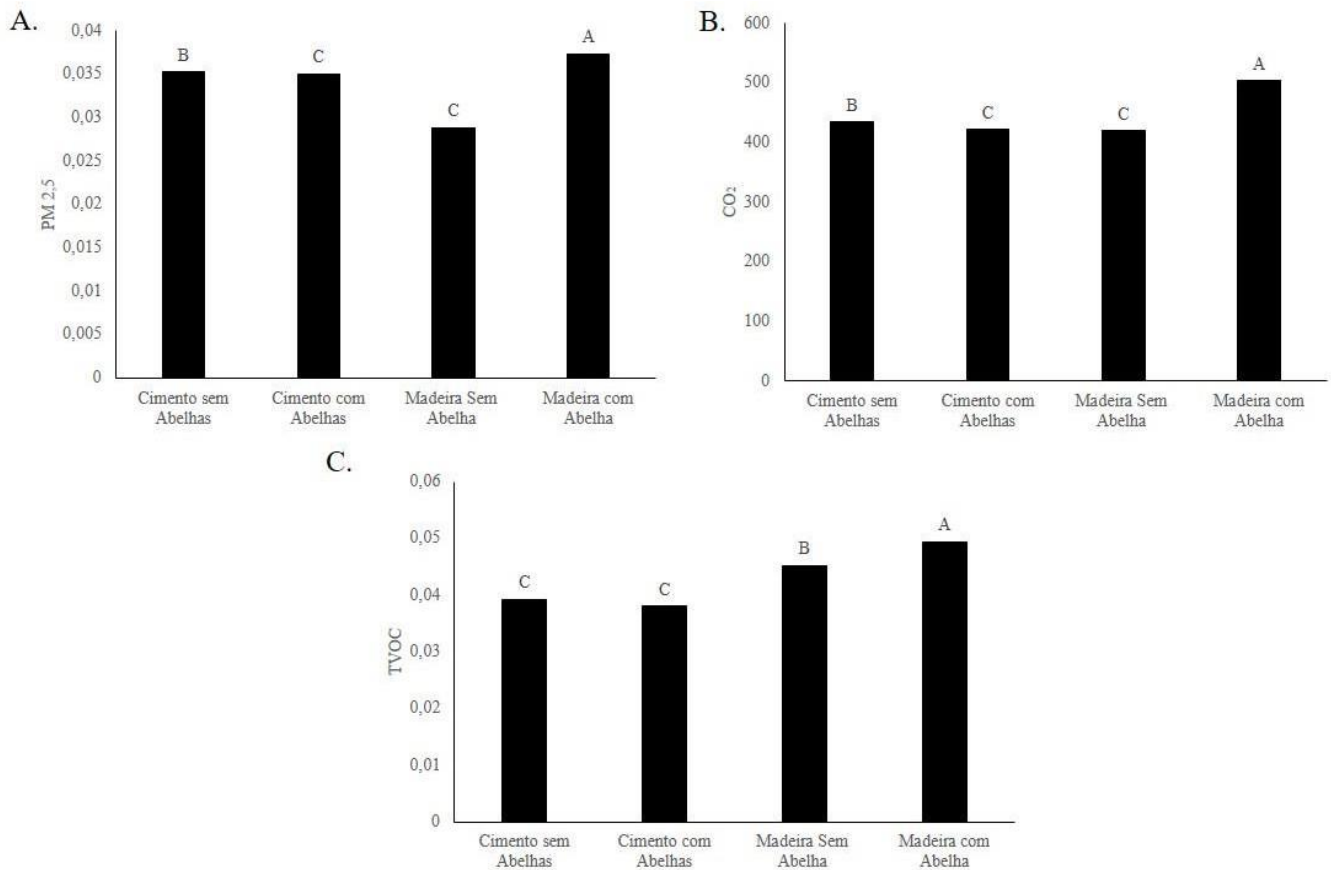 A.
PM 2,5
0,04
0,035
0,03
0,025
0,02
0,015
0,01
0,005
0
B
C
C
A
Cimento sem
Abelhas
Cimento com
Abelhas
Madeira Sem
Abelha
Madeira com
Abelha
B.
CO₂
600
500
400
300
200
100
0
B
C
C
A
Cimento sem
Abelhas
Cimento com
Abelhas
Madeira Sem
Abelha
Madeira com
Abelha
C.
TVOC
0,06
0,05
0,04
0,03
0,02
0,01
0
C
C
B
A
Cimento sem
Abelhas
Cimento com
Abelhas
Madeira Sem
Abelha
Madeira com
Abelha